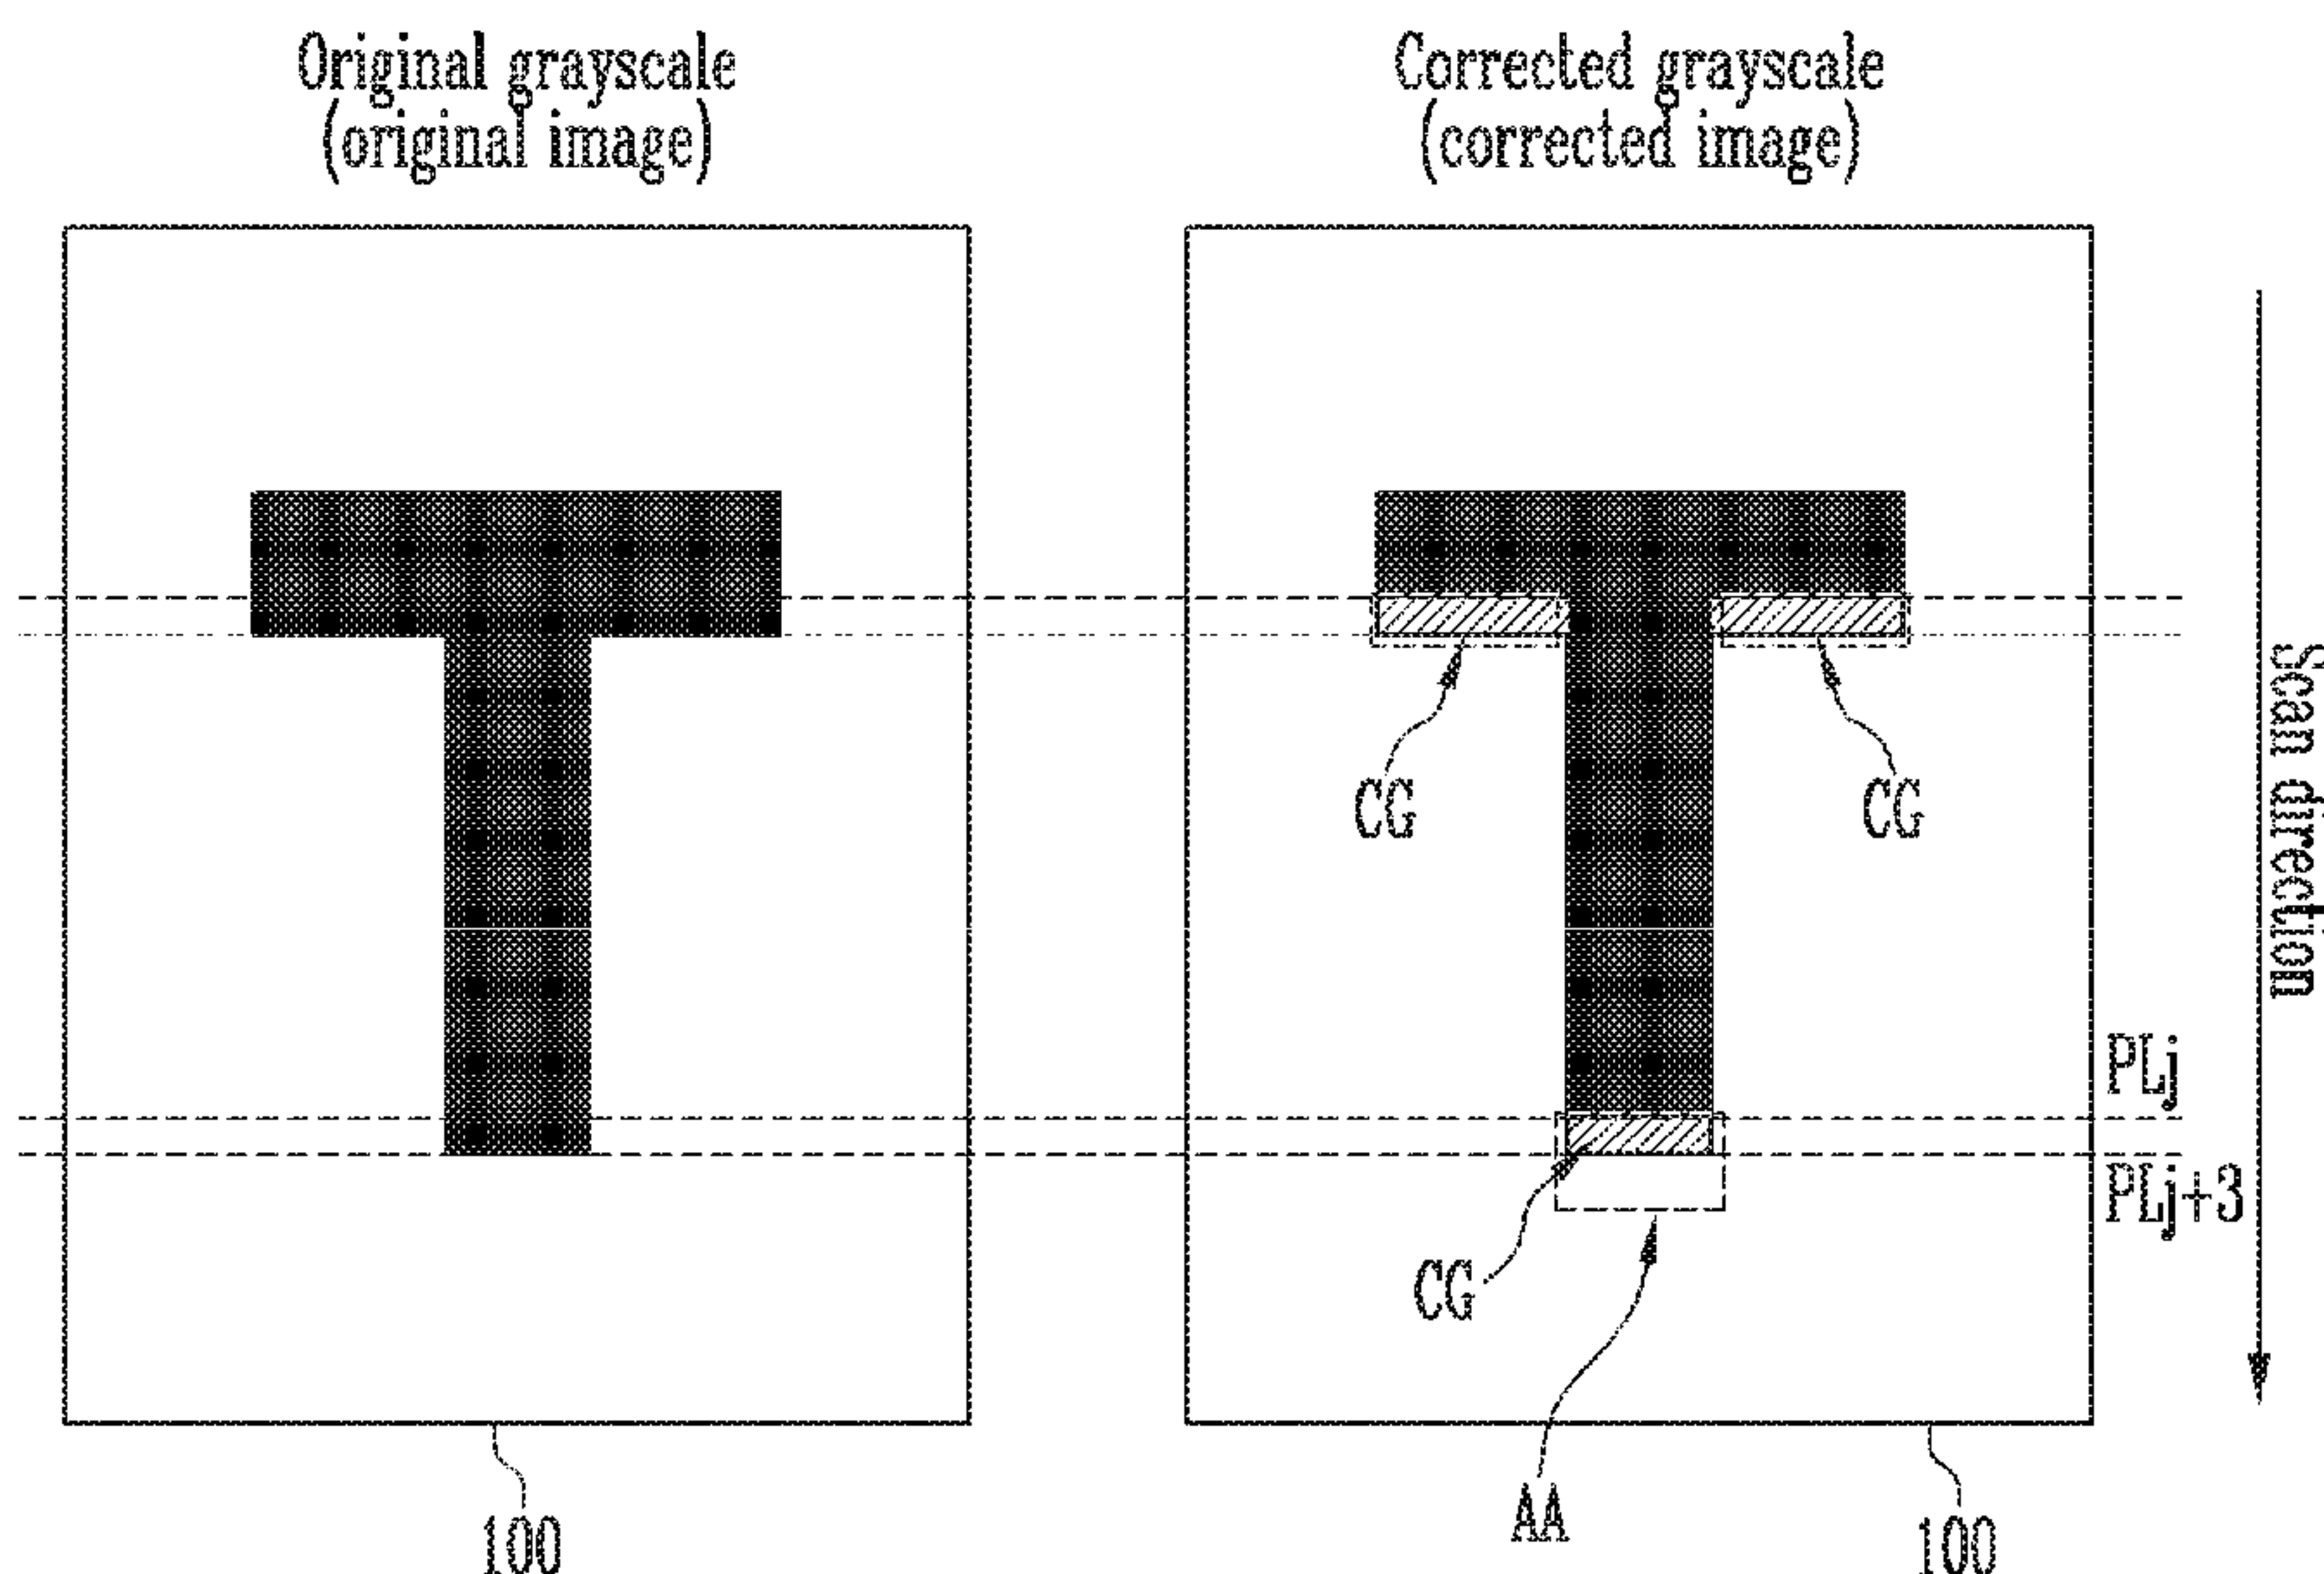 Original grayscale
(original image)
Corrected grayscale
(corrected image)
CG
CG
Scan direction
PLj
PLj+3
CG
AA
100
100